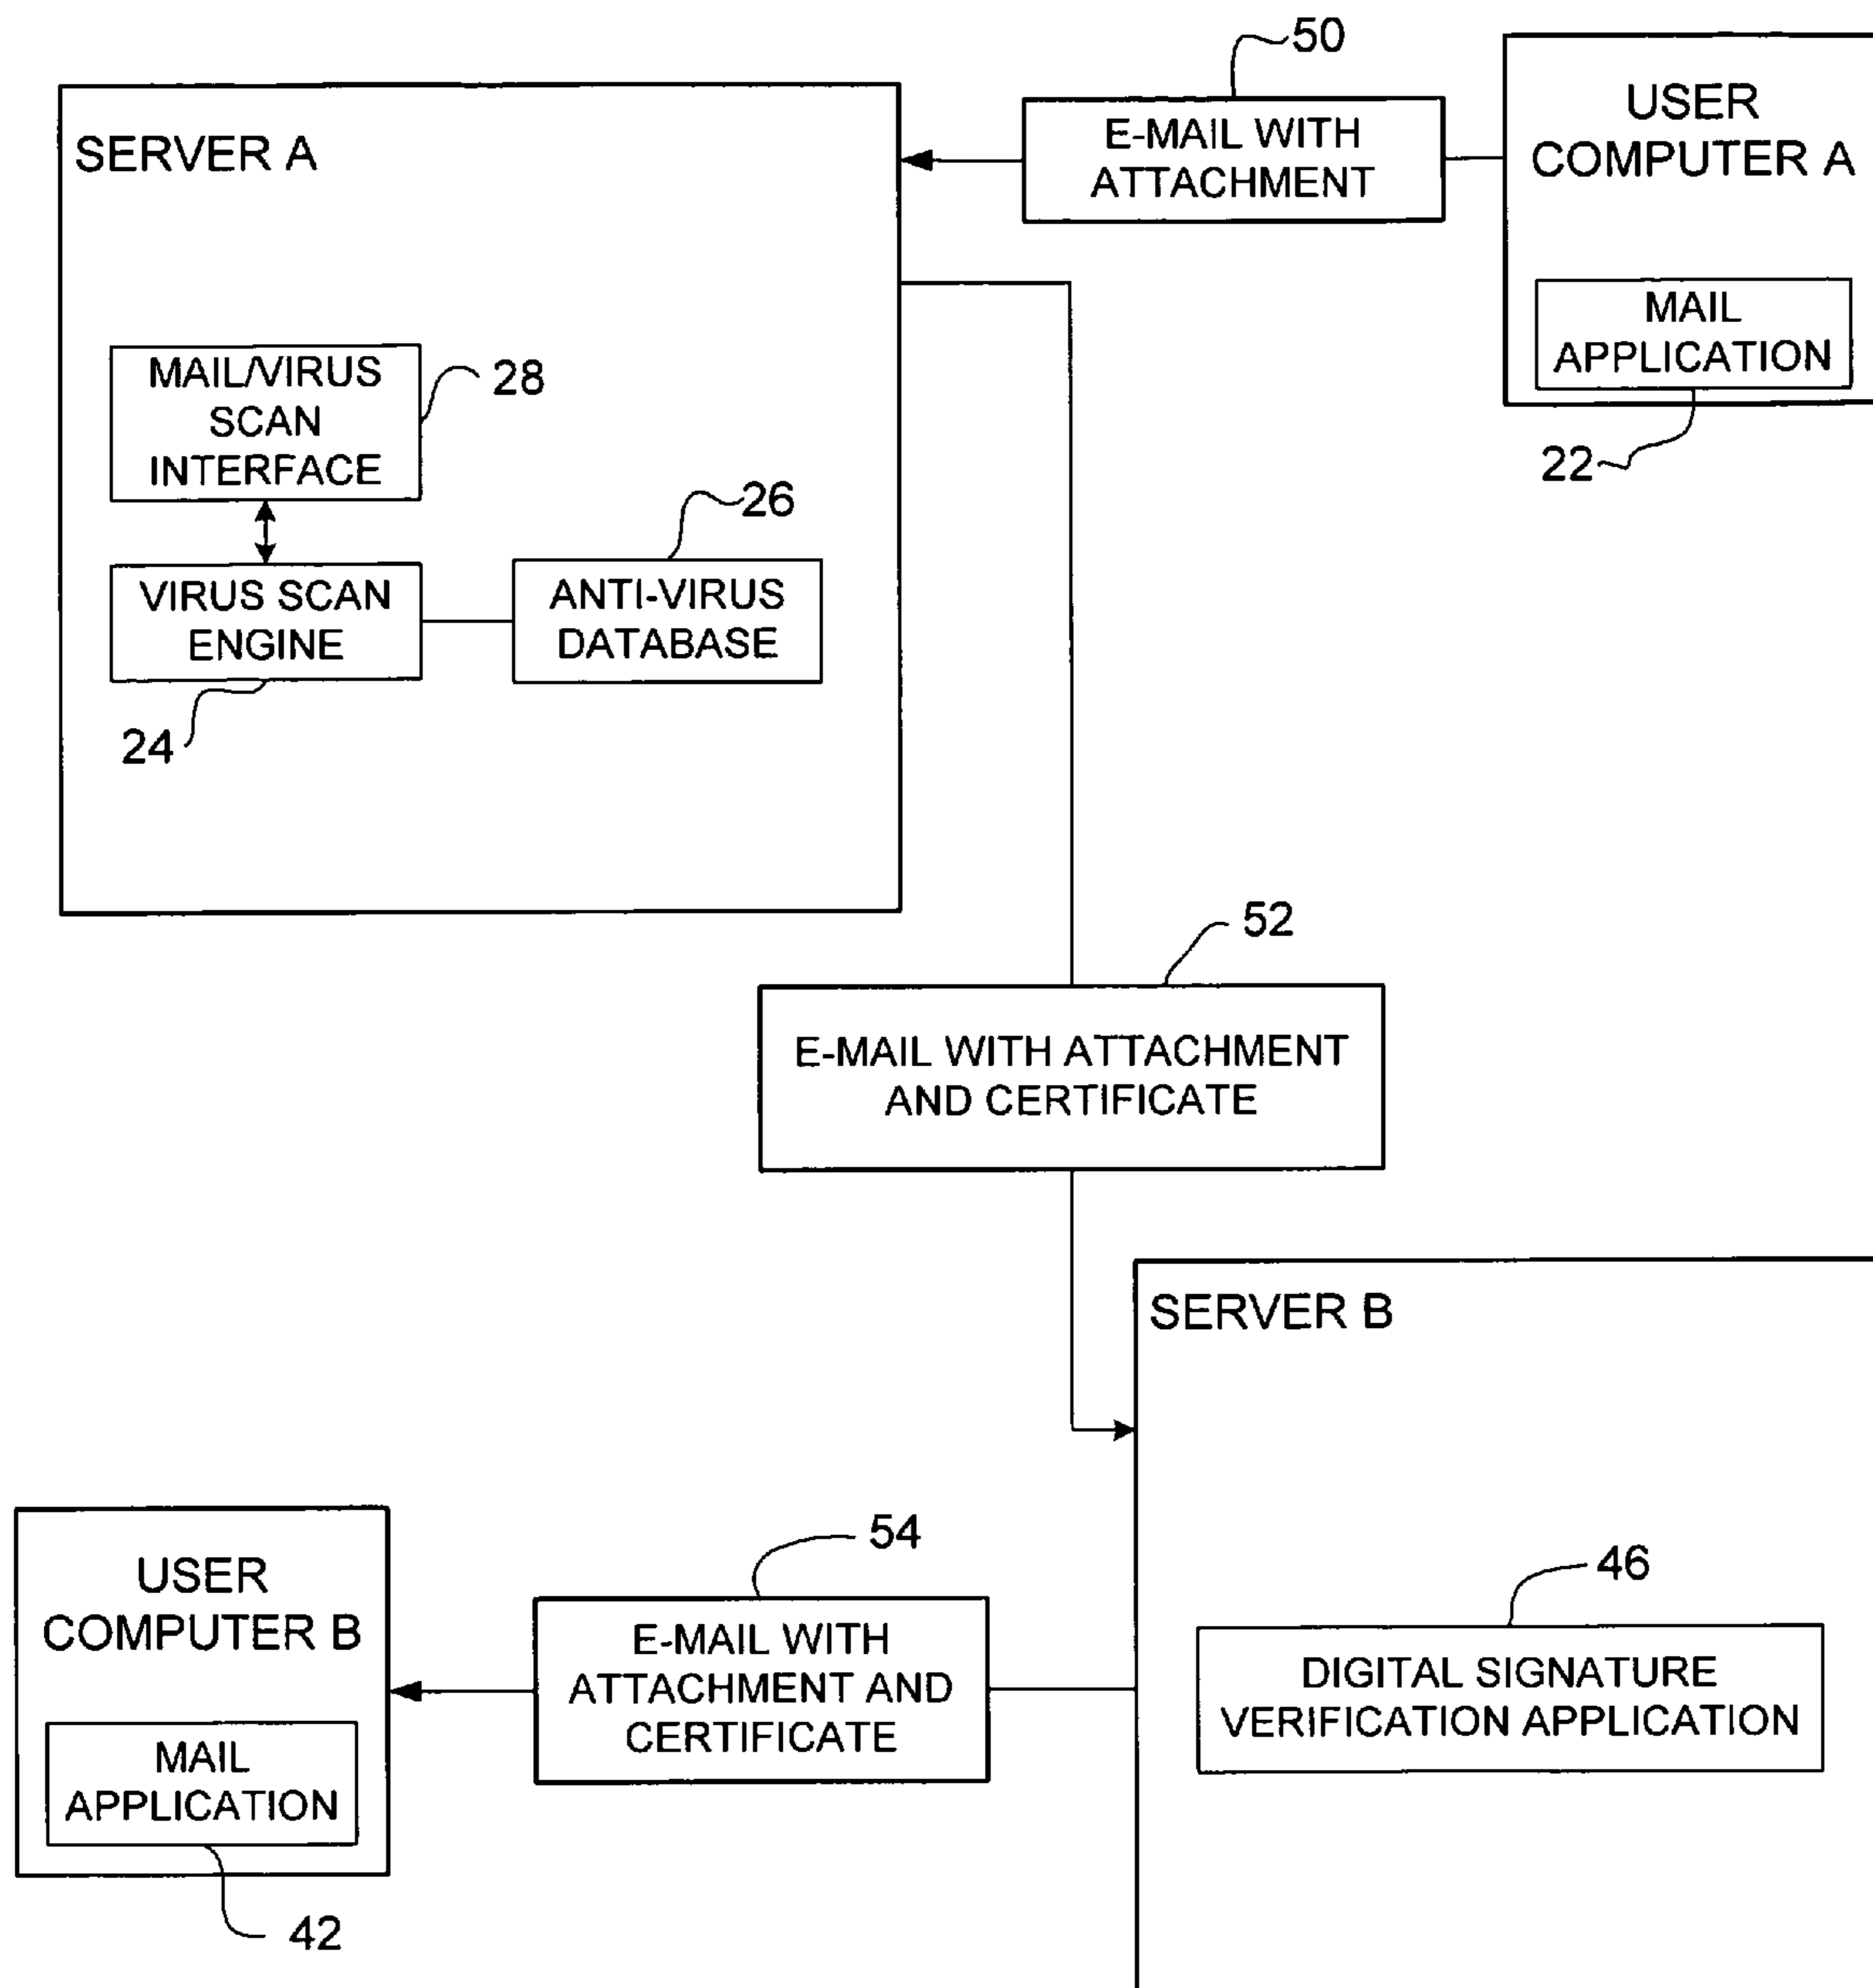 50
E-MAIL WITH
ATTACHMENT
USER
COMPUTER A
MAIL
APPLICATION
22
SERVER A
MAIL/VIRUS
SCAN
INTERFACE
28
26
VIRUS SCAN
ENGINE
ANTI-VIRUS
DATABASE
24
52
E-MAIL WITH ATTACHMENT
AND CERTIFICATE
SERVER B
46
DIGITAL SIGNATURE
VERIFICATION APPLICATION
54
E-MAIL WITH
ATTACHMENT AND
CERTIFICATE
USER
COMPUTER B
MAIL
APPLICATION
42